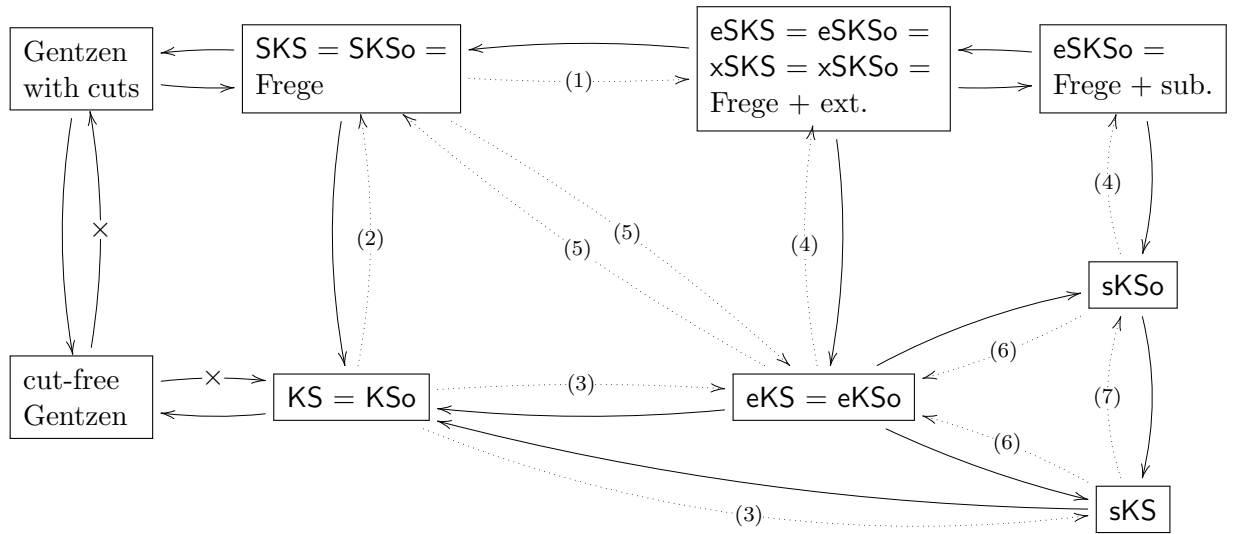 Gentzen
with cuts
SKS = SKSo =
Frege
eSKS = eSKSo =
xSKS = xSKSo =
Frege + ext.
eSKSo =
Frege + sub.
(1)
(4)
×
(2)
(5)
(5)
(4)
sKSo
(6)
cut-free
Gentzen
×
KS = KSo
(3)
eKS = eKSo
(7)
(6)
(3)
sKS